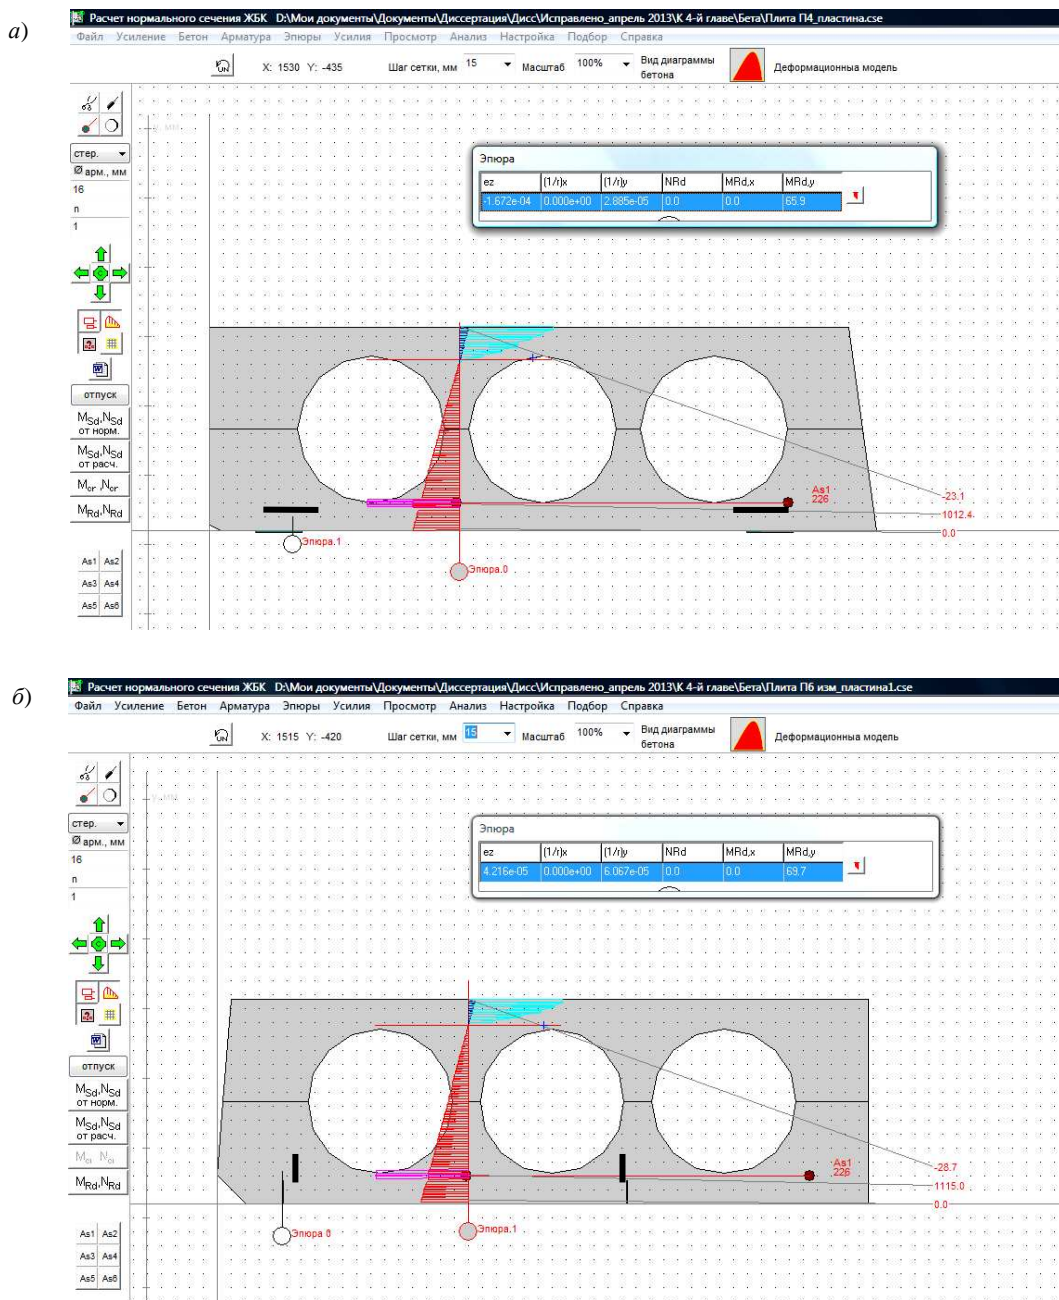 а)
Расчет нормального сечения ЖБК D:\Мои документы\Документы\Диссертация\Дисс\Исправлено_апрель 2013\К 4-й главе\Бета\Плита П4_пластина.cse
Файл Усиление Бетон Арматура Эпюры Усилия Просмотр Анализ Настройка Подбор Справка
UN X: 1530 Y: -435 Шаг сетки, мм 15 Масштаб 100% Вид диаграммы бетона Деформационныя модель
стер.
Ø арм., мм
16
n
1
отпуск
MSd,NSd от норм.
MSd,NSd от расч.
Mcr ,Ncr
MRd,NRd
As1 As2
As3 As4
As5 As6
Эпюра
ez (1/r)x (1/r)y NRd MRd,x MRd,y
-1.672e-04 0.000e+00 2.885e-05 0.0 0.0 65.9
As1
226
-23.1
1012.4
0.0
Эпюра.1
Эпюра.0
б)
Расчет нормального сечения ЖБК D:\Мои документы\Документы\Диссертация\Дисс\Исправлено_апрель 2013\К 4-й главе\Бета\Плита П6 изм_пластина1.cse
Файл Усиление Бетон Арматура Эпюры Усилия Просмотр Анализ Настройка Подбор Справка
UN X: 1515 Y: -420 Шаг сетки, мм 15 Масштаб 100% Вид диаграммы бетона Деформационныя модель
стер.
Ø арм., мм
16
n
1
отпуск
MSd,NSd от норм.
MSd,NSd от расч.
MRd,NRd
As1 As2
As3 As4
As5 As6
Эпюра
ez (1/r)x (1/r)y NRd MRd,x MRd,y
4.216e-05 0.000e+00 6.067e-05 0.0 0.0 69.7
As1
226
-28.7
1115.0
0.0
Эпюра 0
Эпюра.1